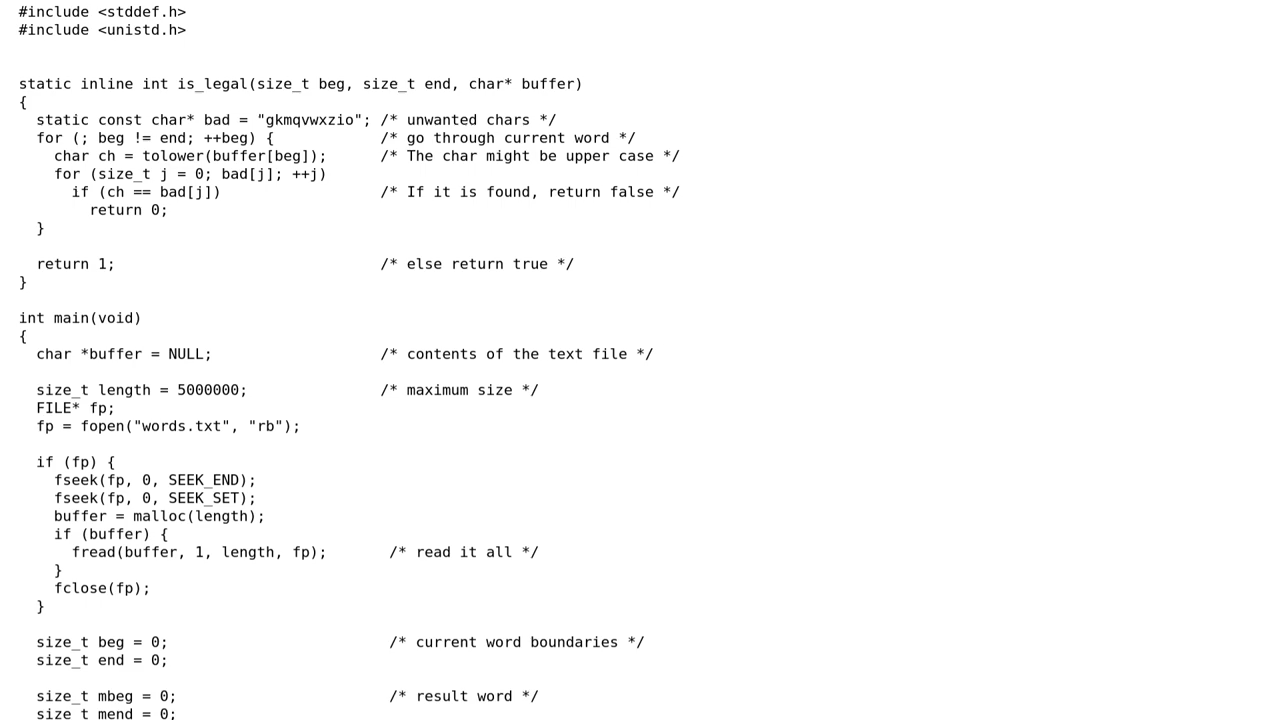 #include <stddef.h>
#include <unistd.h>
static inline int is_legal(size_t beg, size_t end, char* buffer)
{
  static const char* bad = "gkmqvwxzio"; /* unwanted chars */
  for (; beg != end; ++beg) {            /* go through current word */
    char ch = tolower(buffer[beg]);      /* The char might be upper case */
    for (size_t j = 0; bad[j]; ++j)
      if (ch == bad[j])                  /* If it is found, return false */
        return 0;
  }
  return 1;                              /* else return true */
}
int main(void)
{
  char *buffer = NULL;                   /* contents of the text file */
  size_t length = 5000000;               /* maximum size */
  FILE* fp;
  fp = fopen("words.txt", "rb");
  if (fp) {
    fseek(fp, 0, SEEK_END);
    fseek(fp, 0, SEEK_SET);
    buffer = malloc(length);
    if (buffer) {
      fread(buffer, 1, length, fp);       /* read it all */
    }
    fclose(fp);
  }
  size_t beg = 0;                         /* current word boundaries */
  size_t end = 0;
  size_t mbeg = 0;                        /* result word */
  size_t mend = 0;